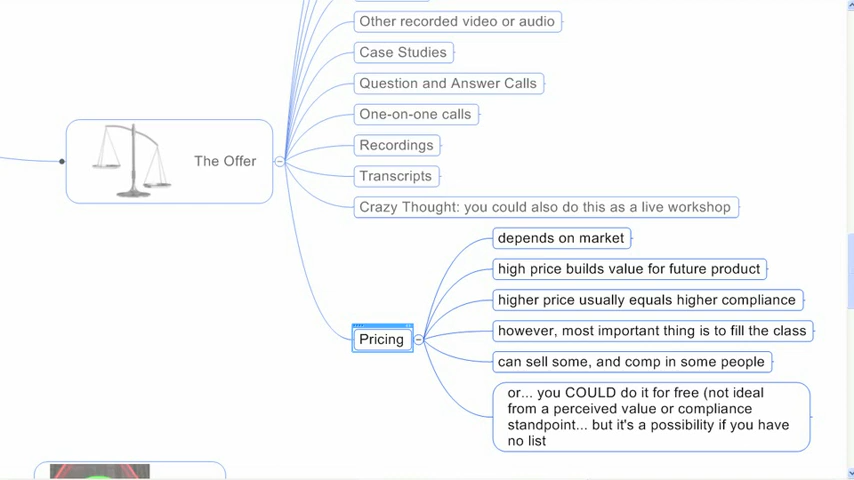 Other recorded video or audio
Case Studies
Question and Answer Calls
One-on-one calls
The Offer
Recordings
Transcripts
Crazy Thought: you could also do this as a live workshop
Pricing
depends on market
high price builds value for future product
higher price usually equals higher compliance
however, most important thing is to fill the class
can sell some, and comp in some people
or... you COULD do it for free (not ideal
from a perceived value or compliance
standpoint... but it's a possibility if you have
no list